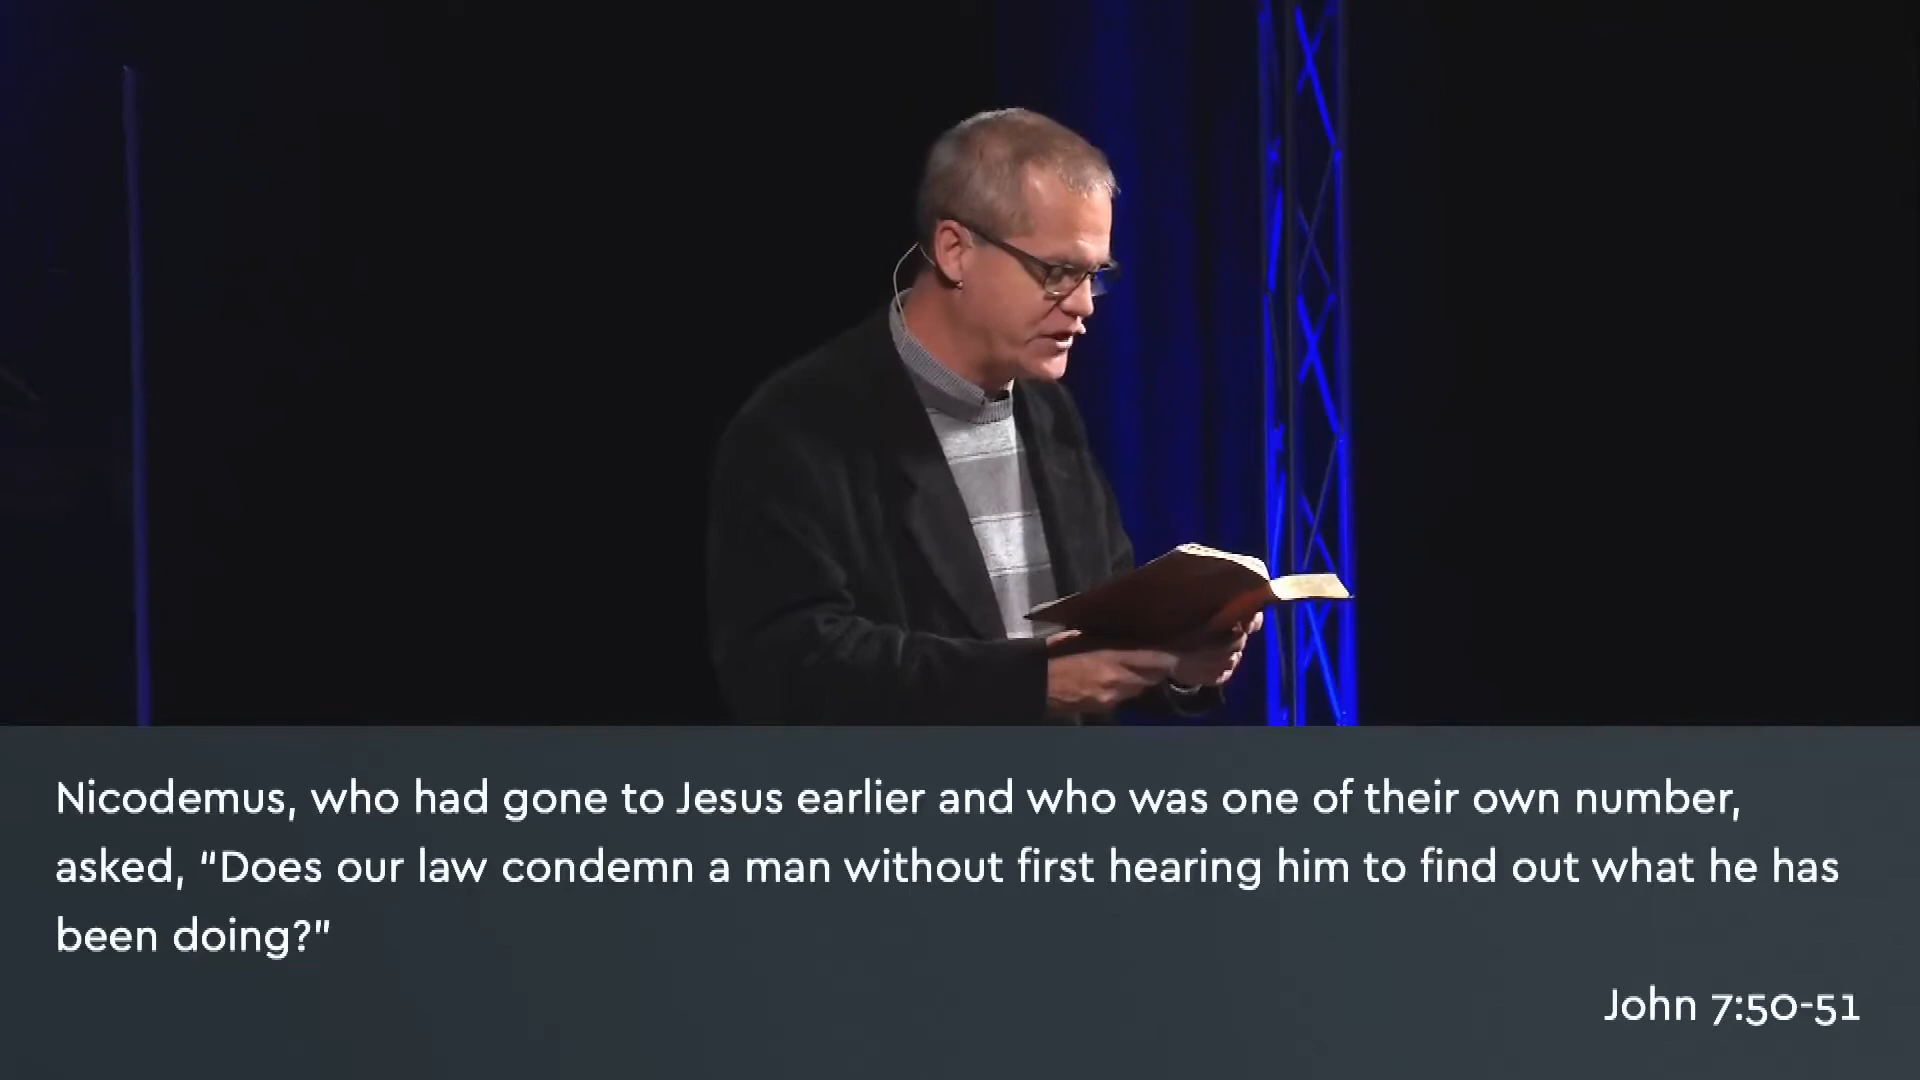 Nicodemus, who had gone to Jesus earlier and who was one of their own number,
asked, "Does our law condemn a man without first hearing him to find out what he has
been doing?"
John 7:50-51